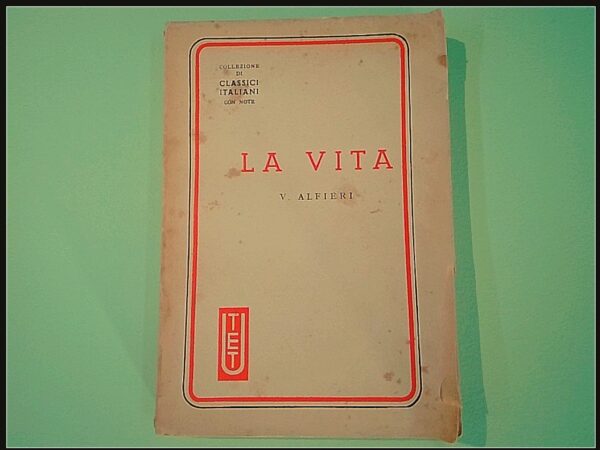 COLLEZIONE
DI
CLASSICI
ITALIANI
CON NOTE
LA VITA
V. ALFIERI
UTET